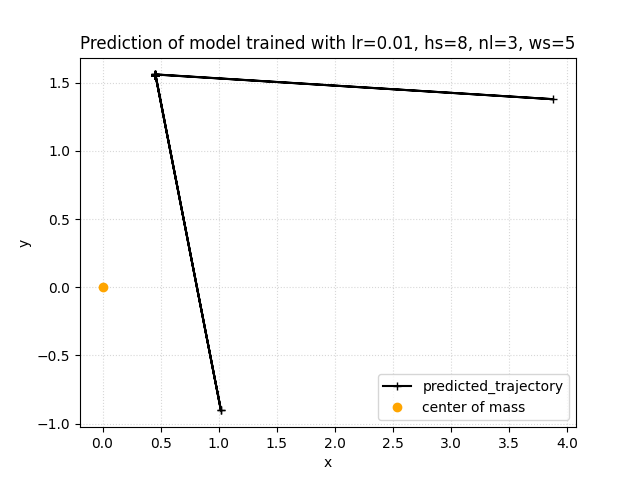 Prediction of model trained with lr=0.01, hs=8, nl=3, ws=5
1.5
1.0
0.5
0.0
−0.5
−1.0
y
predicted_trajectory
center of mass
0.0 0.5 1.0 1.5 2.0 2.5 3.0 3.5 4.0
x